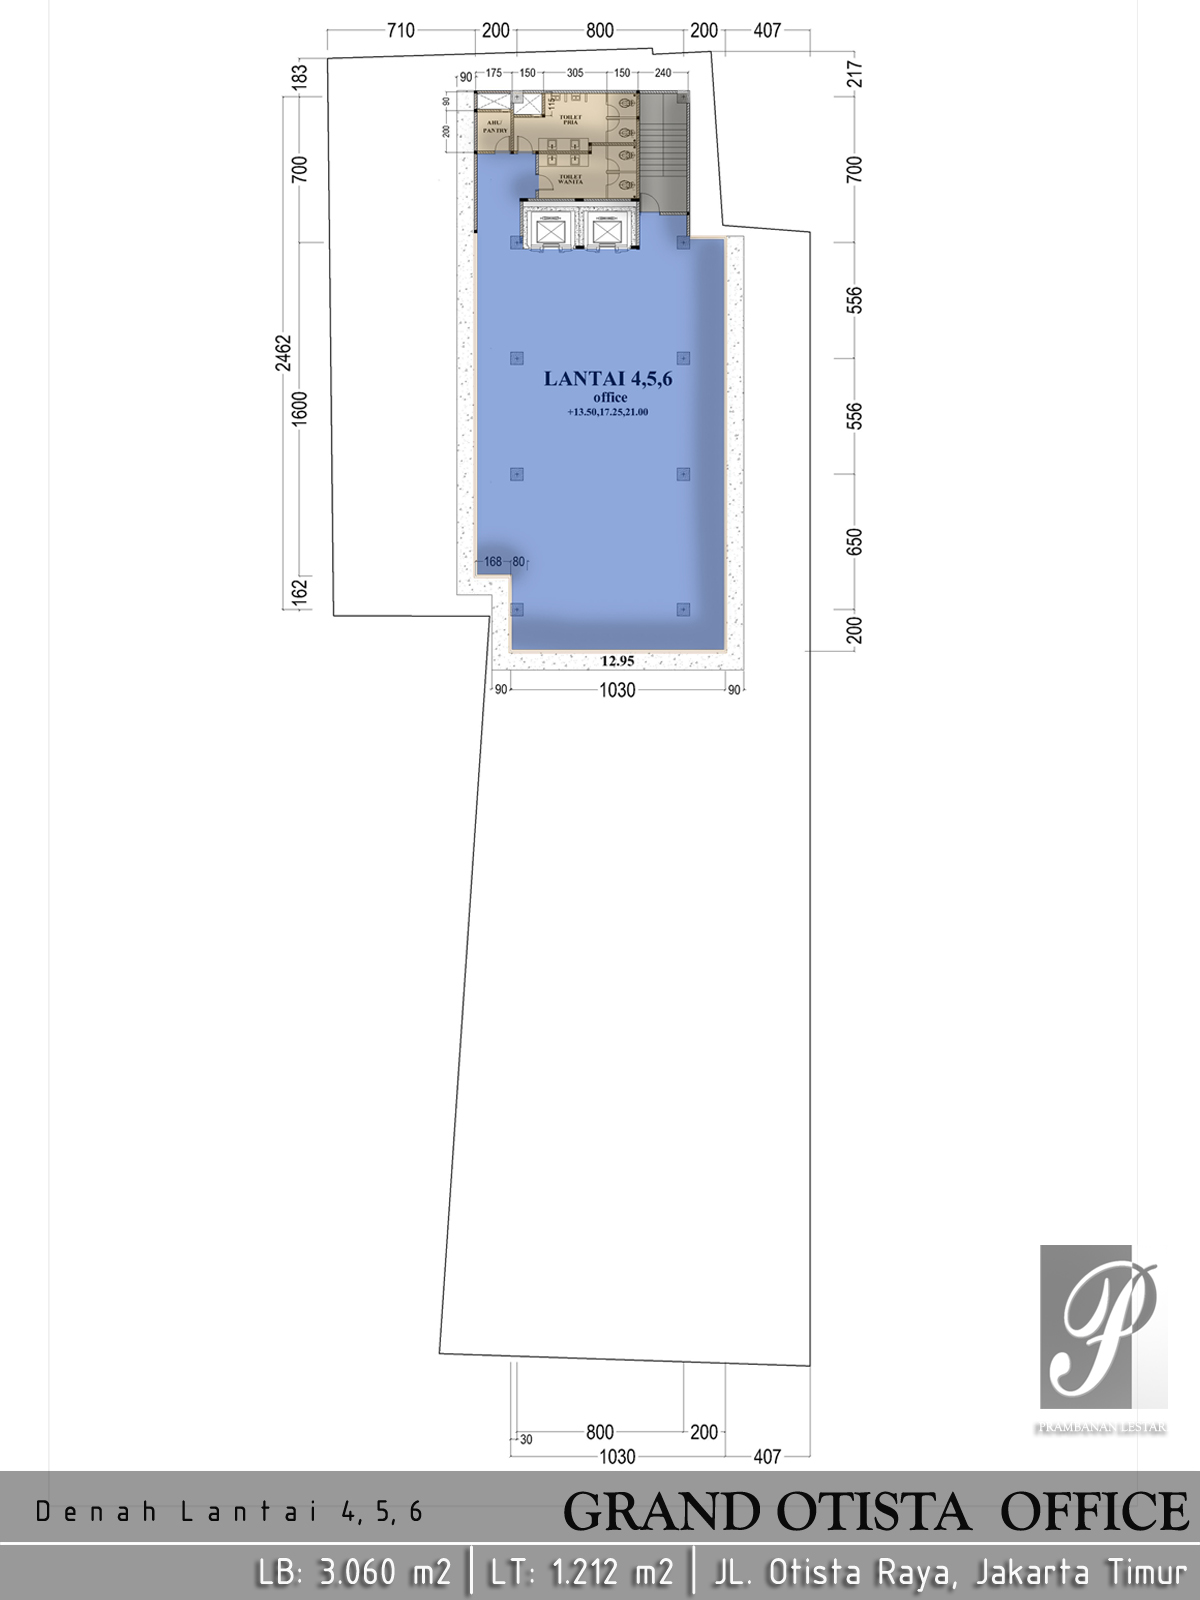 710 200 800 200 407
183
217
90 175 150 305 150 240
90
115
TOILET
PRIA
AHU/
PANTRY
200
700
700
TOILET
WANITA
556
2462
LANTAI 4,5,6
office
+13.50,17.25,21.00
1600
556
650
168 80
162
200
12.95
90 1030 90
PRAMBANAN LESTARI
800 200
30
1030 407
Denah Lantai 4, 5, 6
GRAND OTISTA OFFICE
LB: 3.060 m2 | LT: 1.212 m2 | JL. Otista Raya, Jakarta Timur